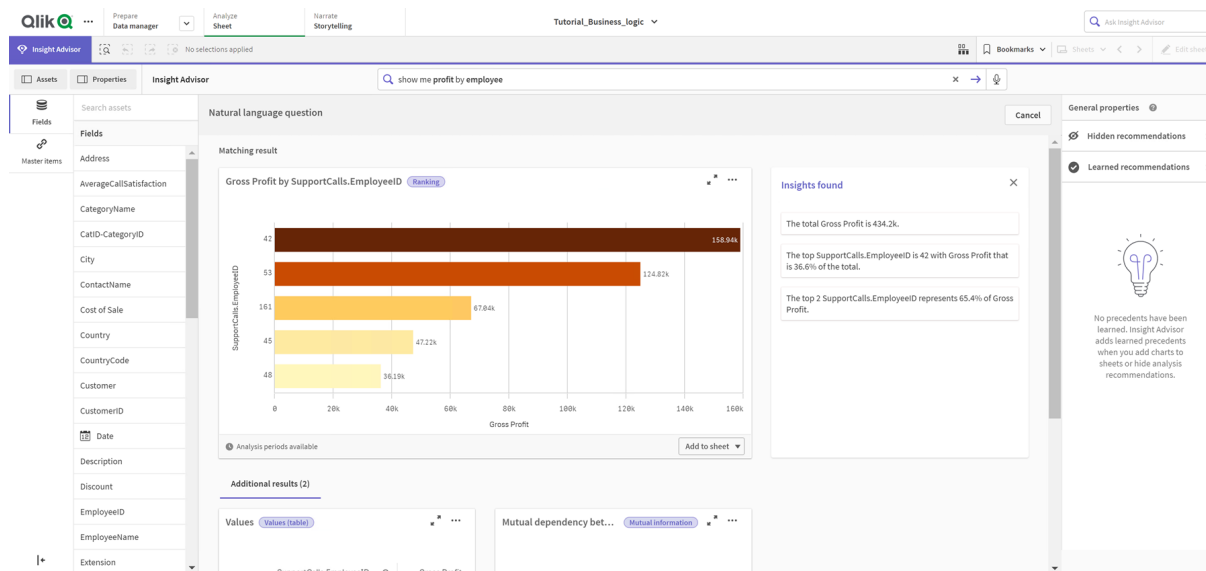 Qlik
Prepare
Data manager
Analyze
Sheet
Narrate
Storytelling
Tutorial_Business_logic
Ask Insight Advisor
Insight Advisor
No selections applied
Bookmarks
Sheets
Edit sheet
Assets
Properties
Insight Advisor
show me profit by employee
Fields
Master items
Search assets
Fields
Address
AverageCallSatisfaction
CategoryName
CatID-CategoryID
City
ContactName
Cost of Sale
Country
CountryCode
Customer
CustomerID
Date
Description
Discount
EmployeeID
EmployeeName
Extension
Natural language question
Cancel
Matching result
Gross Profit by SupportCalls.EmployeeID
Ranking
SupportCalls.EmployeeID
42
158.94k
53
124.82k
161
67.04k
45
47.22k
48
36.19k
0 20k 40k 60k 80k 100k 120k 140k 160k
Gross Profit
Analysis periods available
Add to sheet
Insights found
The total Gross Profit is 434.2k.
The top SupportCalls.EmployeeID is 42 with Gross Profit that
is 36.6% of the total.
The top 2 SupportCalls.EmployeeID represents 65.4% of Gross
Profit.
Additional results (2)
Values
Values (table)
Mutual dependency bet...
Mutual information
General properties
Hidden recommendations
Learned recommendations
No precedents have been
learned. Insight Advisor
adds learned precedents
when you add charts to
sheets or hide analysis
recommendations.